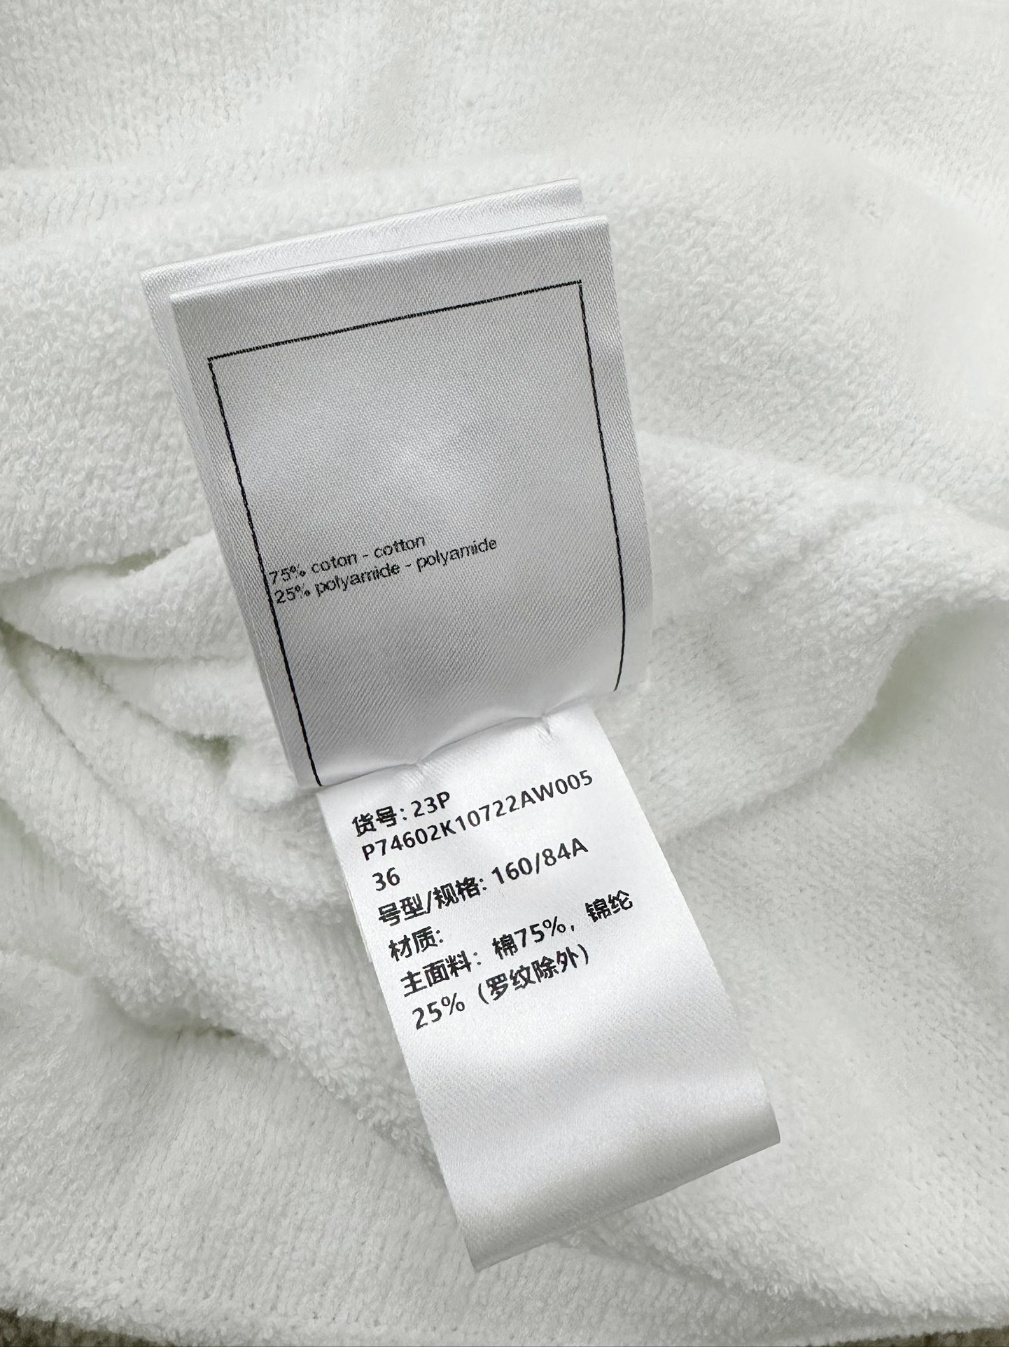 75% coton - cotton
25% polyamide - polyamide
货号: 23P
P74602K10722AW005
36
号型/规格: 160/84A
材质:
主面料: 棉75%, 锦纶
25% (罗纹除外)